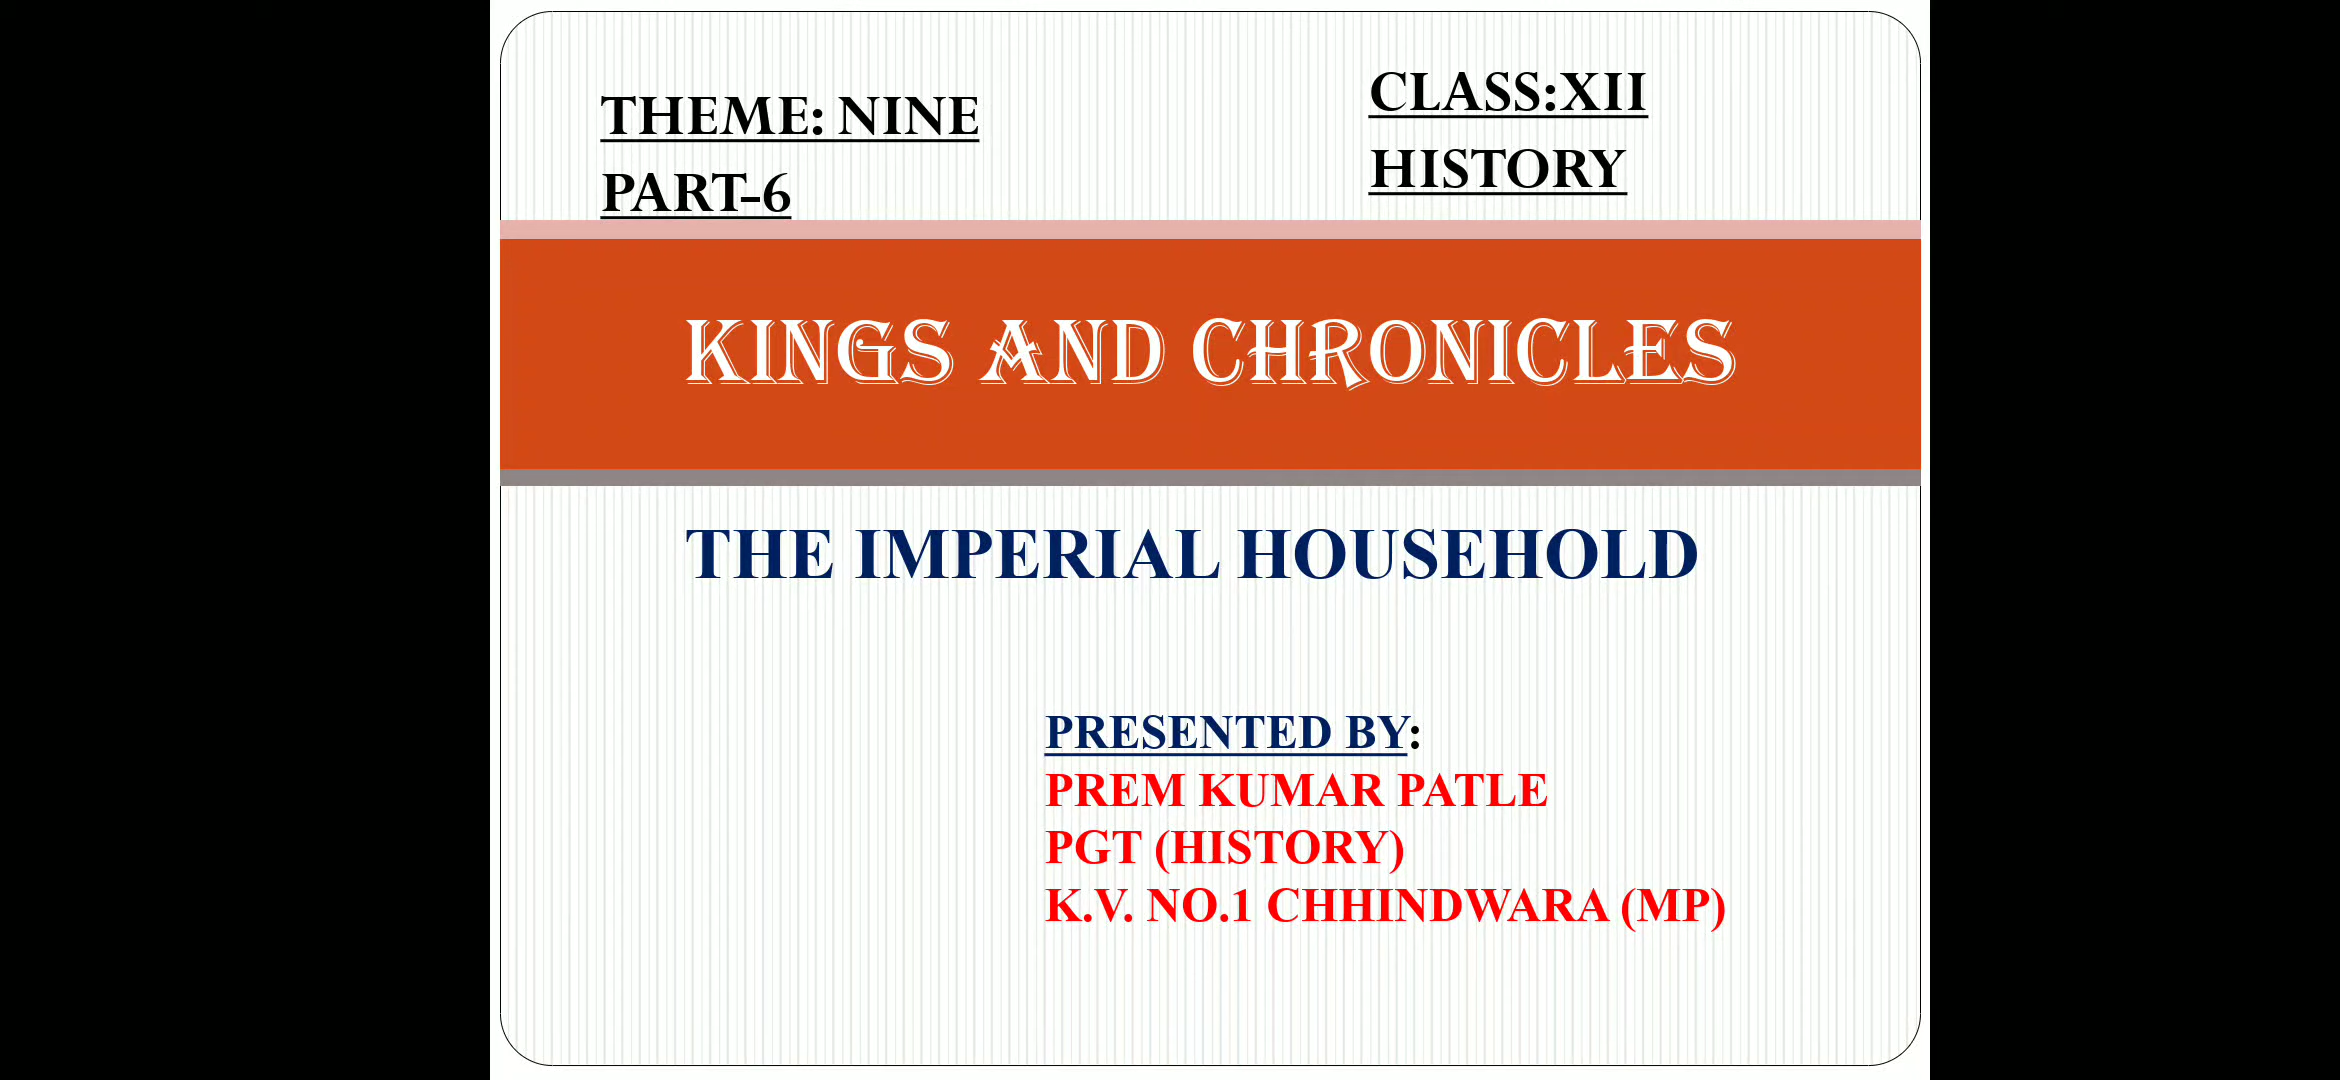 THEME: NINE
PART-6
CLASS:XII
HISTORY
KINGS AND CHRONICLES
THE IMPERIAL HOUSEHOLD
PRESENTED BY:
PREM KUMAR PATLE
PGT (HISTORY)
K.V. NO.1 CHHINDWARA (MP)